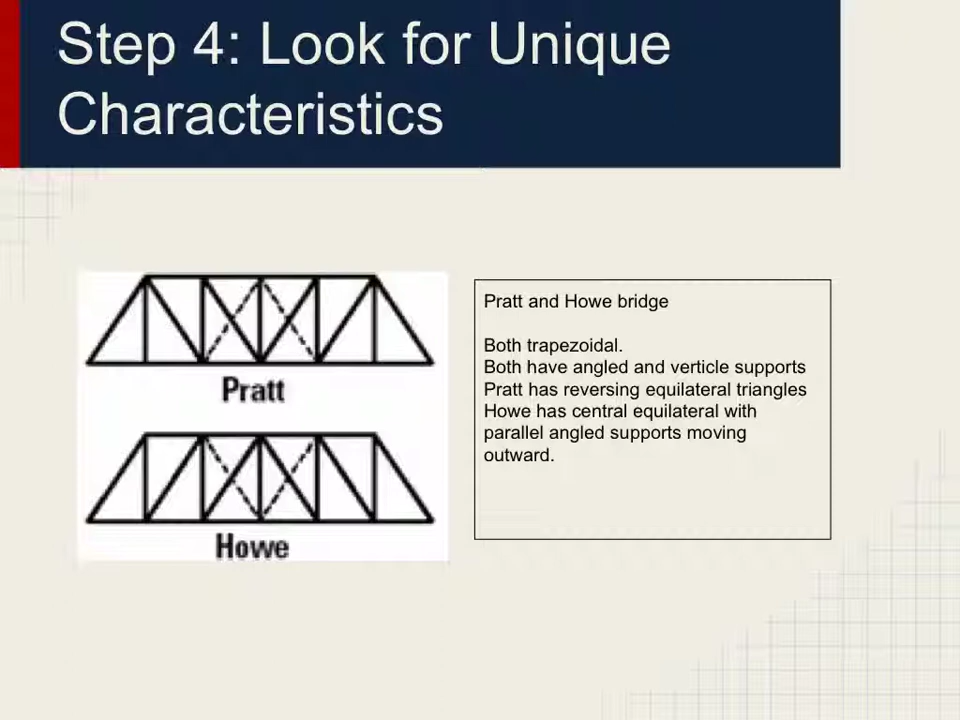 Step 4: Look for Unique
Characteristics
Pratt
Howe
Pratt and Howe bridge
Both trapezoidal.
Both have angled and verticle supports
Pratt has reversing equilateral triangles
Howe has central equilateral with
parallel angled supports moving
outward.